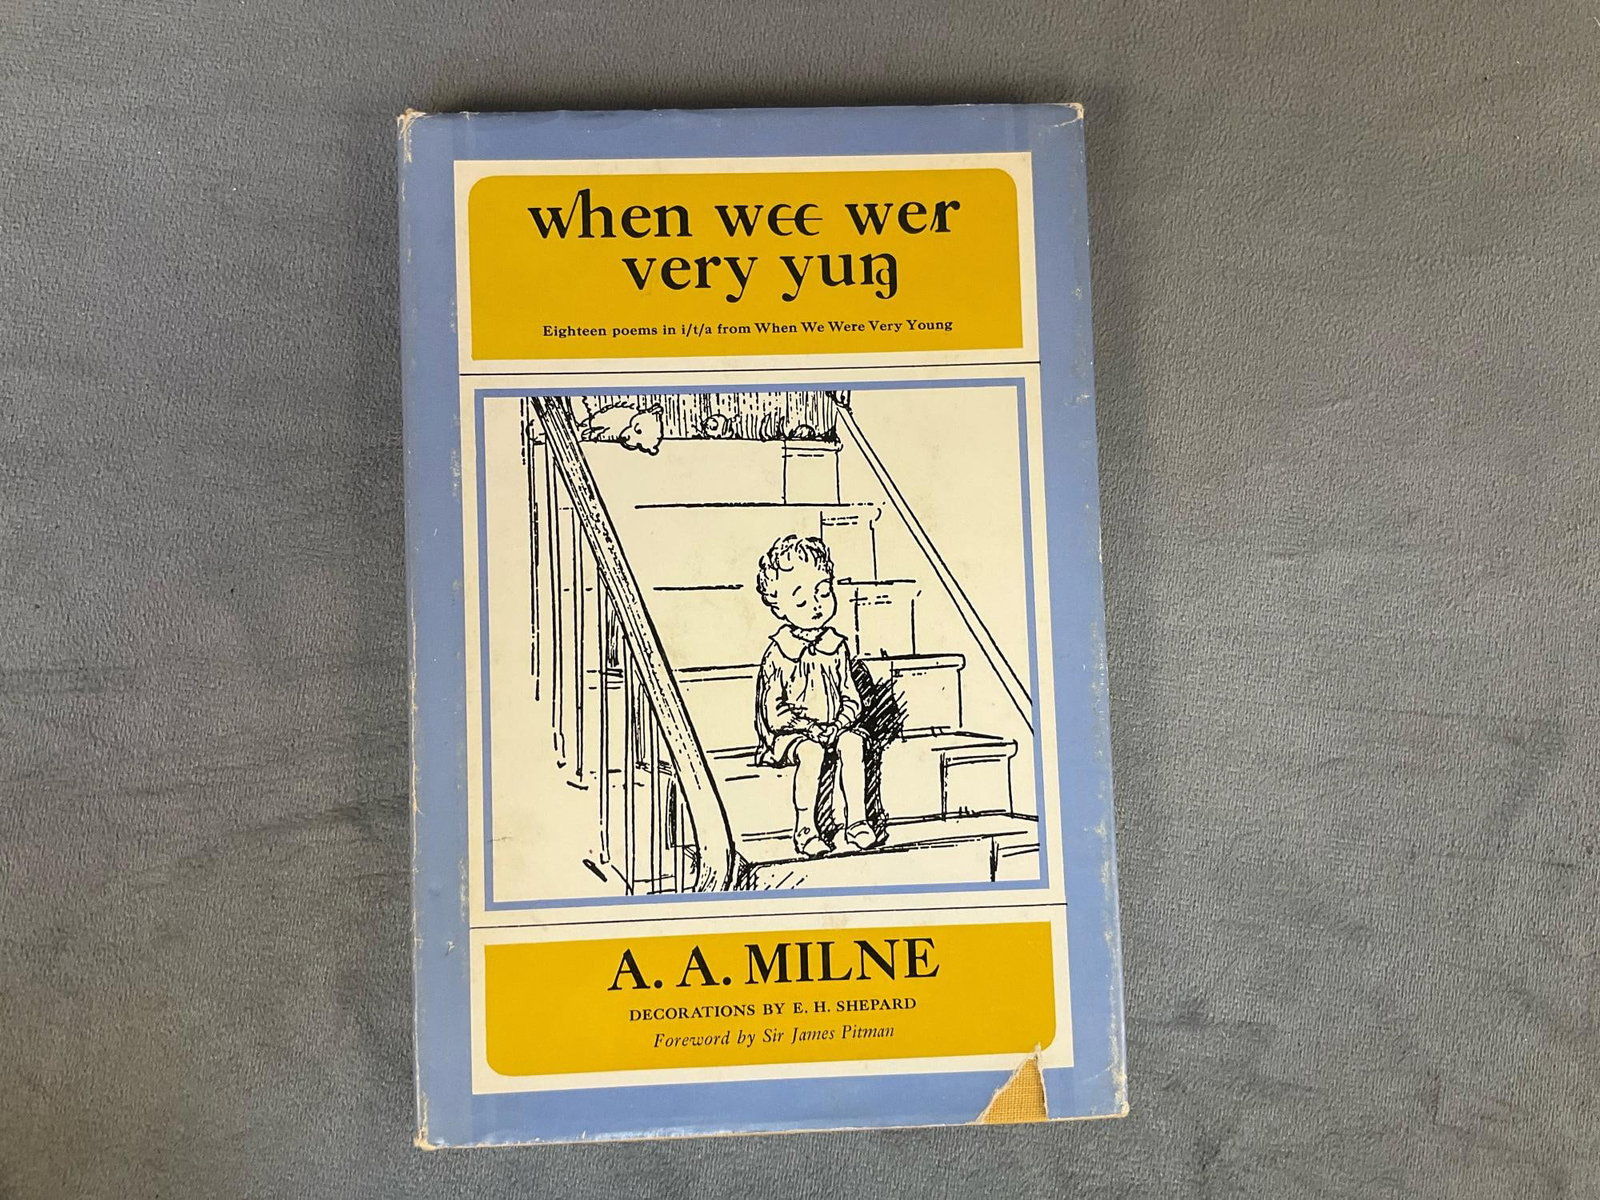 when wɛɛ wer
very yuŋ
Eighteen poems in i/t/a from When We Were Very Young
A. A. MILNE
DECORATIONS BY E. H. SHEPARD
Foreword by Sir James Pitman